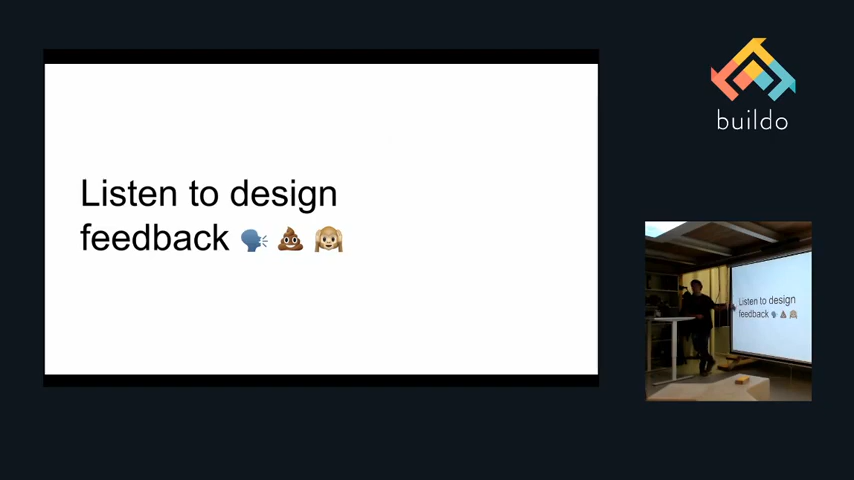 Listen to design
feedback 🗣 💩 🙉
buildo
Listen to design
feedback 🗣 💩 🙉